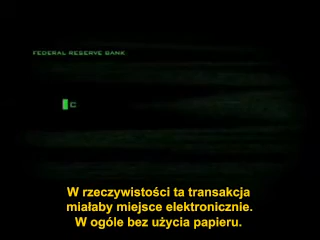 FEDERAL RESERVE BANK
C
W rzeczywistości ta transakcja
miałaby miejsce elektronicznie.
W ogóle bez użycia papieru.